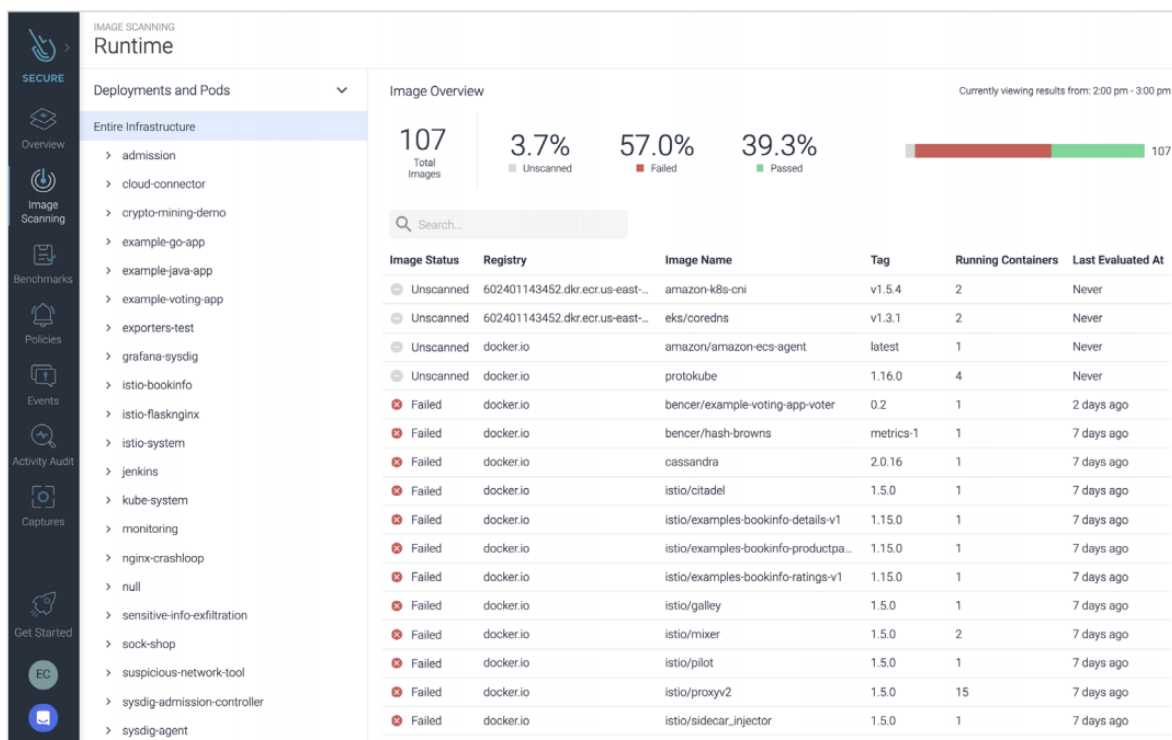 IMAGE SCANNING
Runtime
SECURE
Overview
Image
Scanning
Benchmarks
Policies
Events
Activity Audit
Captures
Get Started
EC
Deployments and Pods
Entire Infrastructure
admission
cloud-connector
crypto-mining-demo
example-go-app
example-java-app
example-voting-app
exporters-test
grafana-sysdig
istio-bookinfo
istio-flasknginx
istio-system
jenkins
kube-system
monitoring
nginx-crashloop
null
sensitive-info-exfiltration
sock-shop
suspicious-network-tool
sysdig-admission-controller
sysdig-agent
Image Overview
Currently viewing results from: 2:00 pm - 3:00 pm
107
Total
Images
3.7%
Unscanned
57.0%
Failed
39.3%
Passed
107
Search...
Image Status Registry Image Name Tag Running Containers Last Evaluated At
Unscanned 602401143452.dkr.ecr.us-east-... amazon-k8s-cni v1.5.4 2 Never
Unscanned 602401143452.dkr.ecr.us-east-... eks/coredns v1.3.1 2 Never
Unscanned docker.io amazon/amazon-ecs-agent latest 1 Never
Unscanned docker.io protokube 1.16.0 4 Never
Failed docker.io bencer/example-voting-app-voter 0.2 1 2 days ago
Failed docker.io bencer/hash-browns metrics-1 1 7 days ago
Failed docker.io cassandra 2.0.16 1 7 days ago
Failed docker.io istio/citadel 1.5.0 1 7 days ago
Failed docker.io istio/examples-bookinfo-details-v1 1.15.0 1 7 days ago
Failed docker.io istio/examples-bookinfo-productpa... 1.15.0 1 7 days ago
Failed docker.io istio/examples-bookinfo-ratings-v1 1.15.0 1 7 days ago
Failed docker.io istio/galley 1.5.0 1 7 days ago
Failed docker.io istio/mixer 1.5.0 2 7 days ago
Failed docker.io istio/pilot 1.5.0 1 7 days ago
Failed docker.io istio/proxyv2 1.5.0 15 7 days ago
Failed docker.io istio/sidecar_injector 1.5.0 1 7 days ago